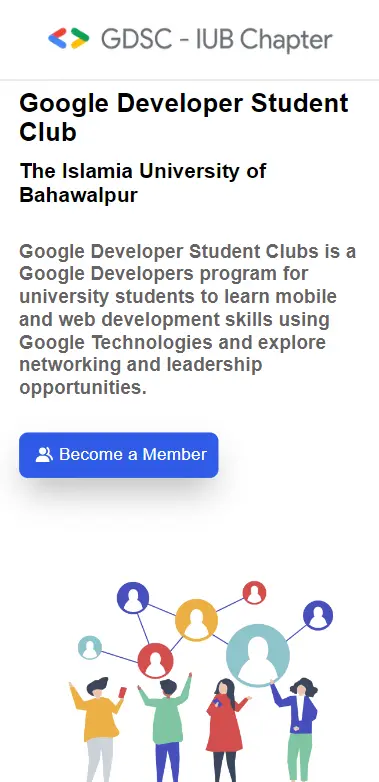 GDSC - IUB Chapter
Google Developer Student
Club
The Islamia University of
Bahawalpur
Google Developer Student Clubs is a
Google Developers program for
university students to learn mobile
and web development skills using
Google Technologies and explore
networking and leadership
opportunities.
Become a Member